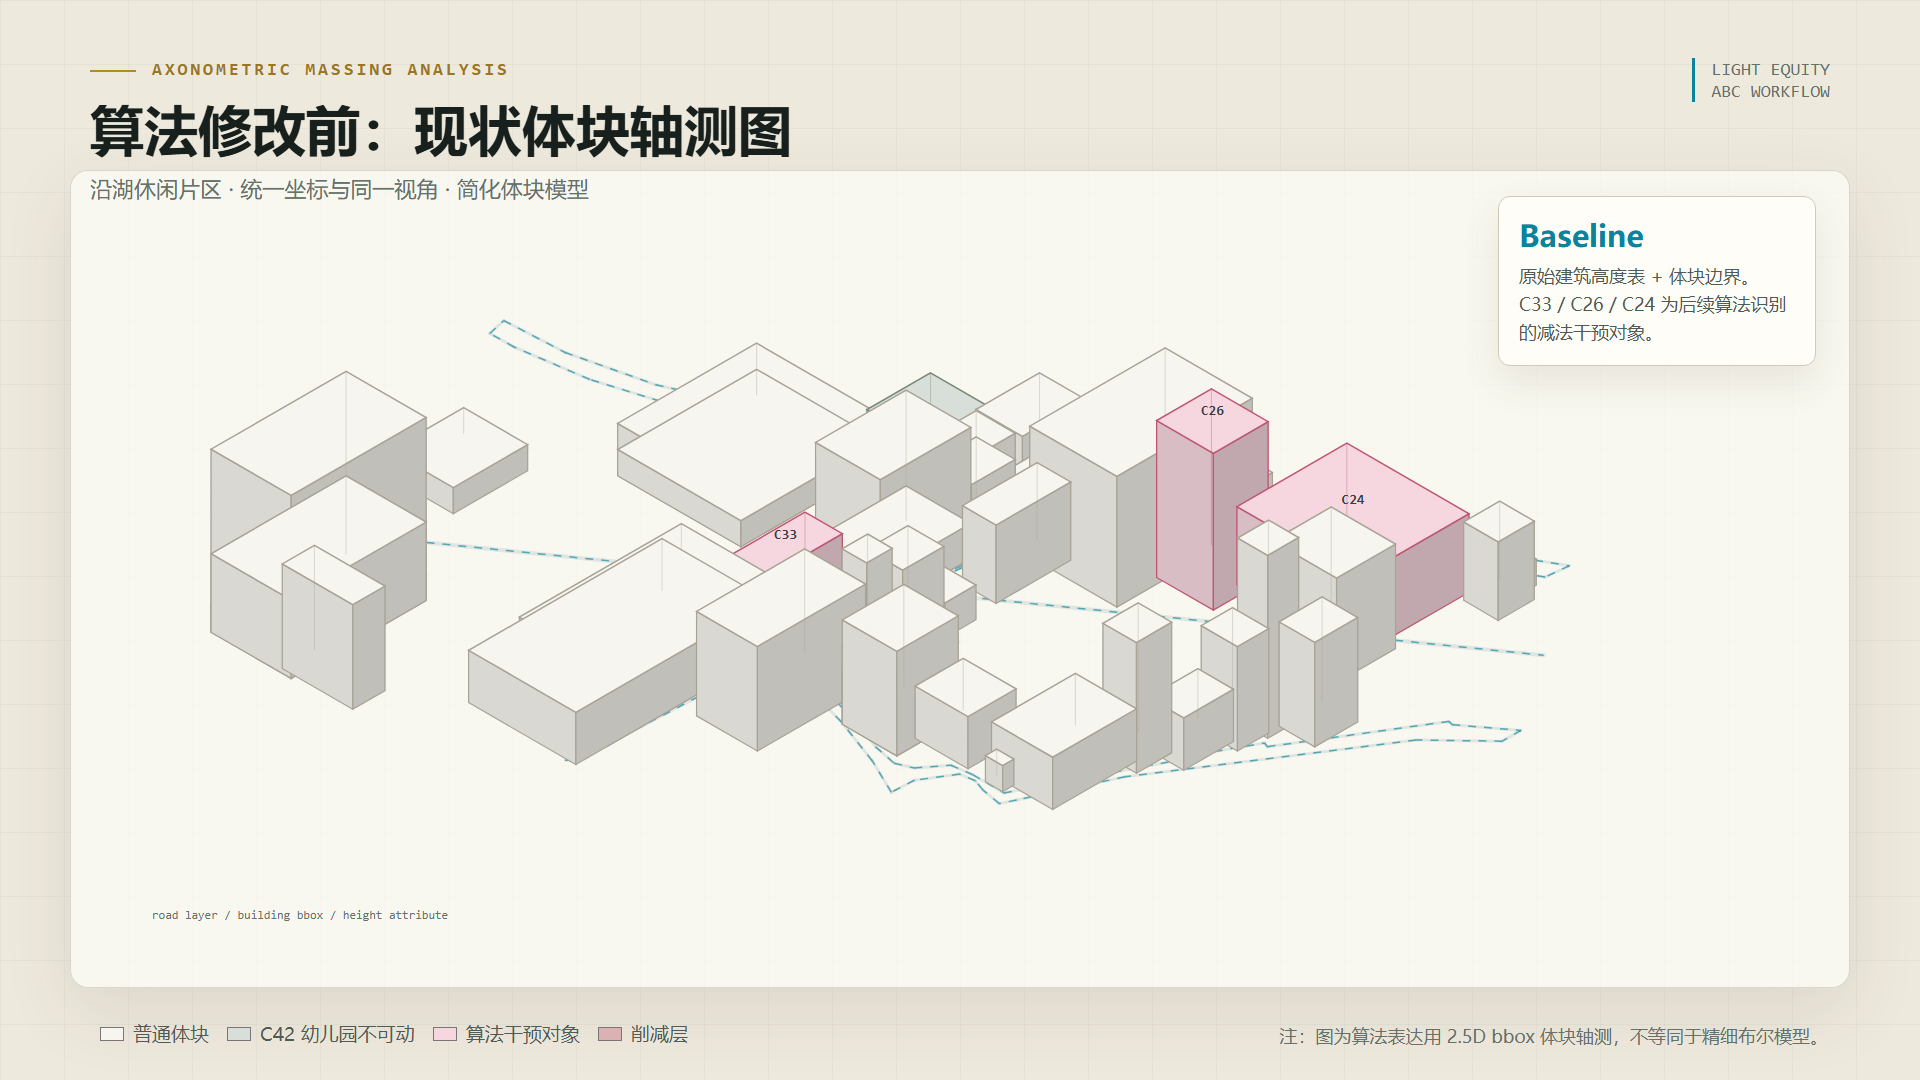 AXONOMETRIC MASSING ANALYSIS
LIGHT EQUITY
ABC WORKFLOW
算法修改前：现状体块轴测图
沿湖休闲片区 · 统一坐标与同一视角 · 简化体块模型
Baseline
原始建筑高度表 + 体块边界。
C33 / C26 / C24 为后续算法识别
的减法干预对象。
C26
C24
C33
road layer / building bbox / height attribute
普通体块
C42 幼儿园不可动
算法干预对象
削减层
注：图为算法表达用 2.5D bbox 体块轴测，不等同于精细布尔模型。